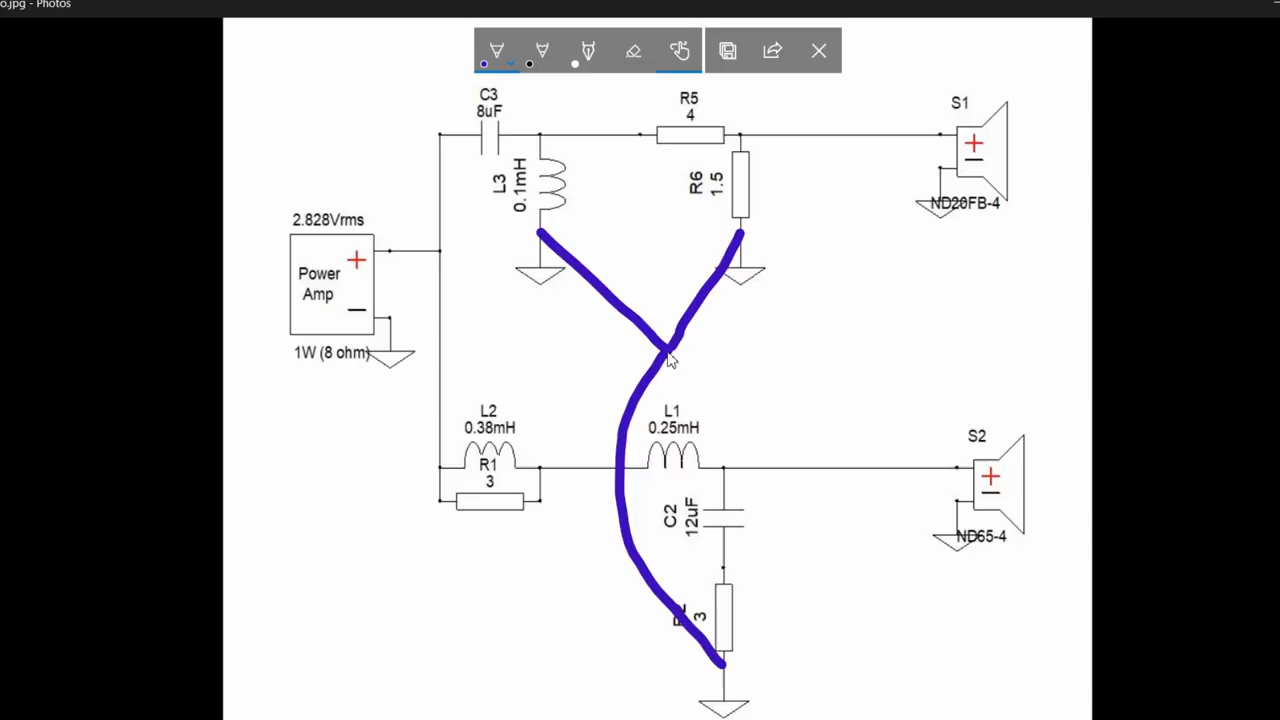 o.jpg - Photos
C3
8uF
R5
4
S1
L3
0.1mH
R6
1.5
ND20FB-4
2.828Vrms
Power
Amp
1W (8 ohm)
L2
0.38mH
R1
3
L1
0.25mH
S2
C2
12uF
ND65-4
3